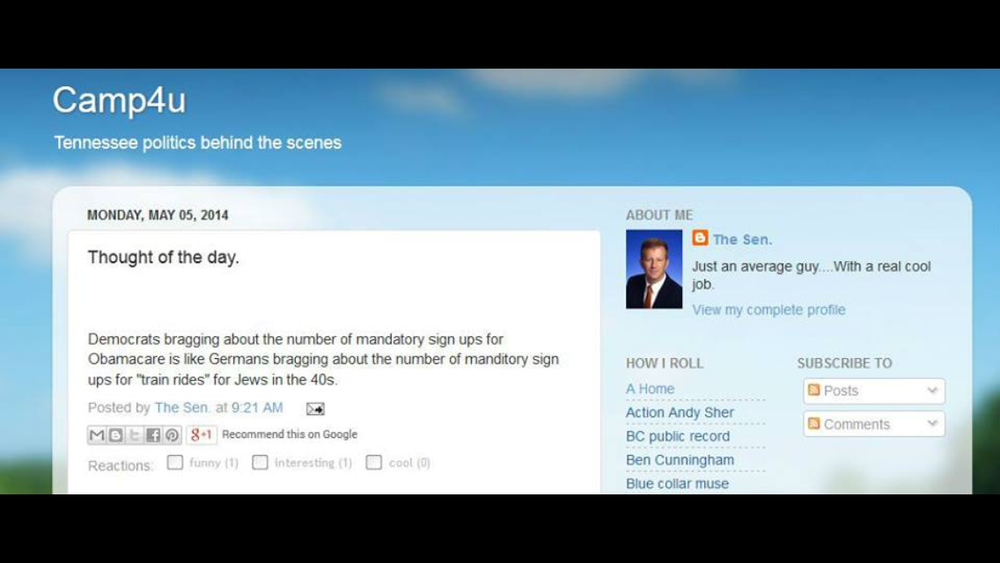 Camp4u
Tennessee politics behind the scenes
MONDAY, MAY 05, 2014
Thought of the day.
Democrats bragging about the number of mandatory sign ups for
Obamacare is like Germans bragging about the number of manditory sign
ups for "train rides" for Jews in the 40s.
Posted by The Sen. at 9:21 AM
g+1 Recommend this on Google
Reactions: funny (1) interesting (1) cool (0)
ABOUT ME
The Sen.
Just an average guy....With a real cool
job.
View my complete profile
HOW I ROLL
A Home
Action Andy Sher
BC public record
Ben Cunningham
Blue collar muse
SUBSCRIBE TO
Posts
Comments